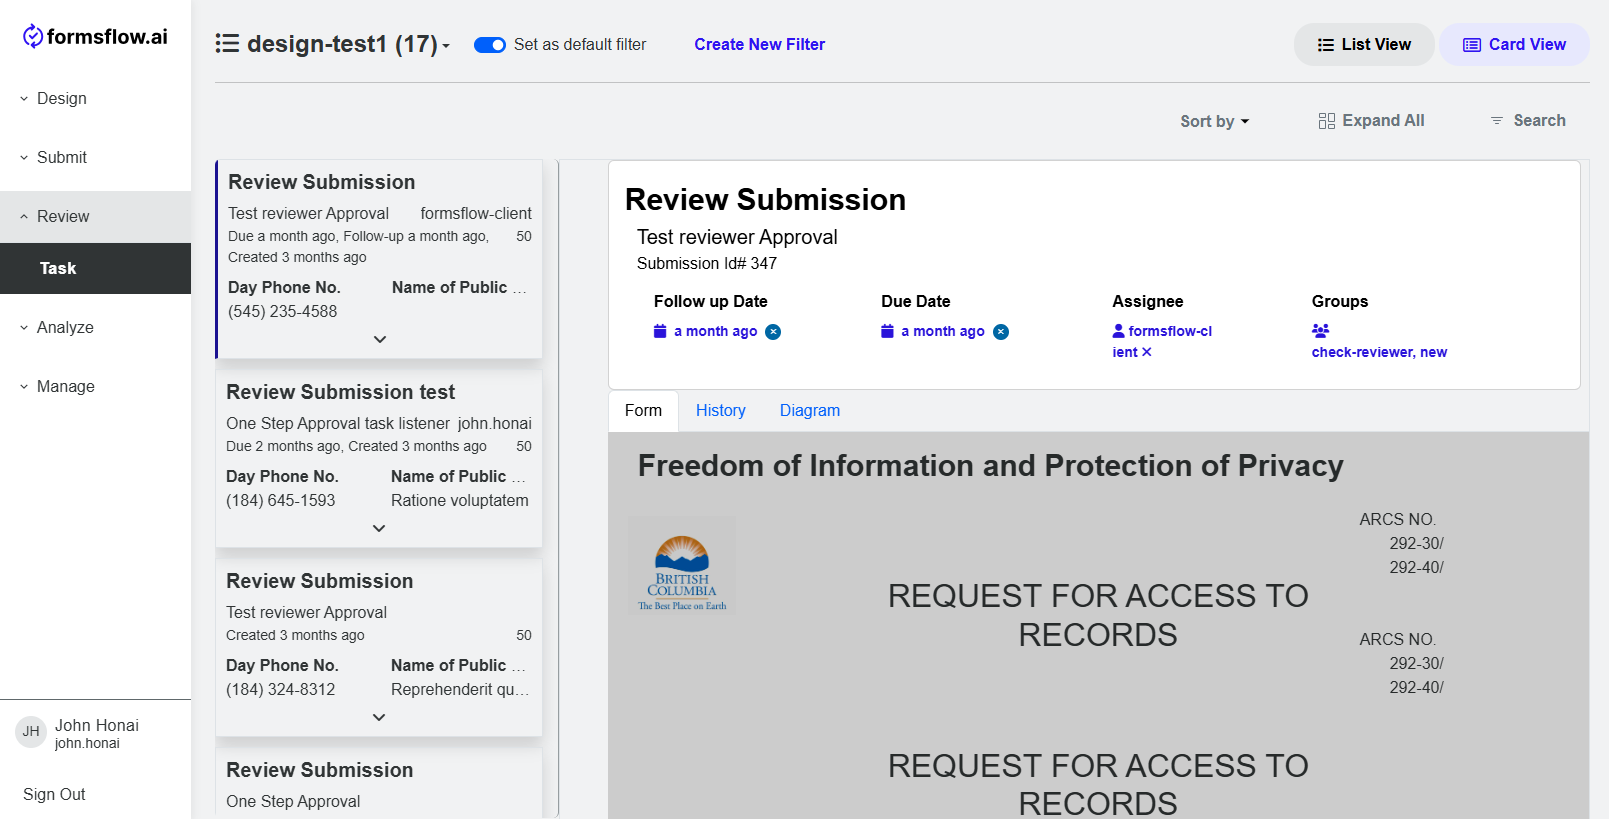 formsflow.ai
Design
Submit
Review
Task
Analyze
Manage
JH
John Honai
john.honai
Sign Out
design-test1 (17)
Set as default filter
Create New Filter
List View
Card View
Sort by
Expand All
Search
Review Submission
Test reviewer Approval formsflow-client
Due a month ago, Follow-up a month ago, 50
Created 3 months ago
Day Phone No. Name of Public ...
(545) 235-4588
Review Submission test
One Step Approval task listener john.honai
Due 2 months ago, Created 3 months ago 50
Day Phone No. Name of Public ...
(184) 645-1593 Ratione voluptatem
Review Submission
Test reviewer Approval
Created 3 months ago 50
Day Phone No. Name of Public ...
(184) 324-8312 Reprehenderit qu...
Review Submission
One Step Approval
Review Submission
Test reviewer Approval
Submission Id# 347
Follow up Date Due Date Assignee Groups
a month ago a month ago formsflow-cl
ient check-reviewer, new
Form History Diagram
Freedom of Information and Protection of Privacy
BRITISH
COLUMBIA
The Best Place on Earth
REQUEST FOR ACCESS TO
RECORDS
ARCS NO.
292-30/
292-40/
ARCS NO.
292-30/
292-40/
REQUEST FOR ACCESS TO
RECORDS